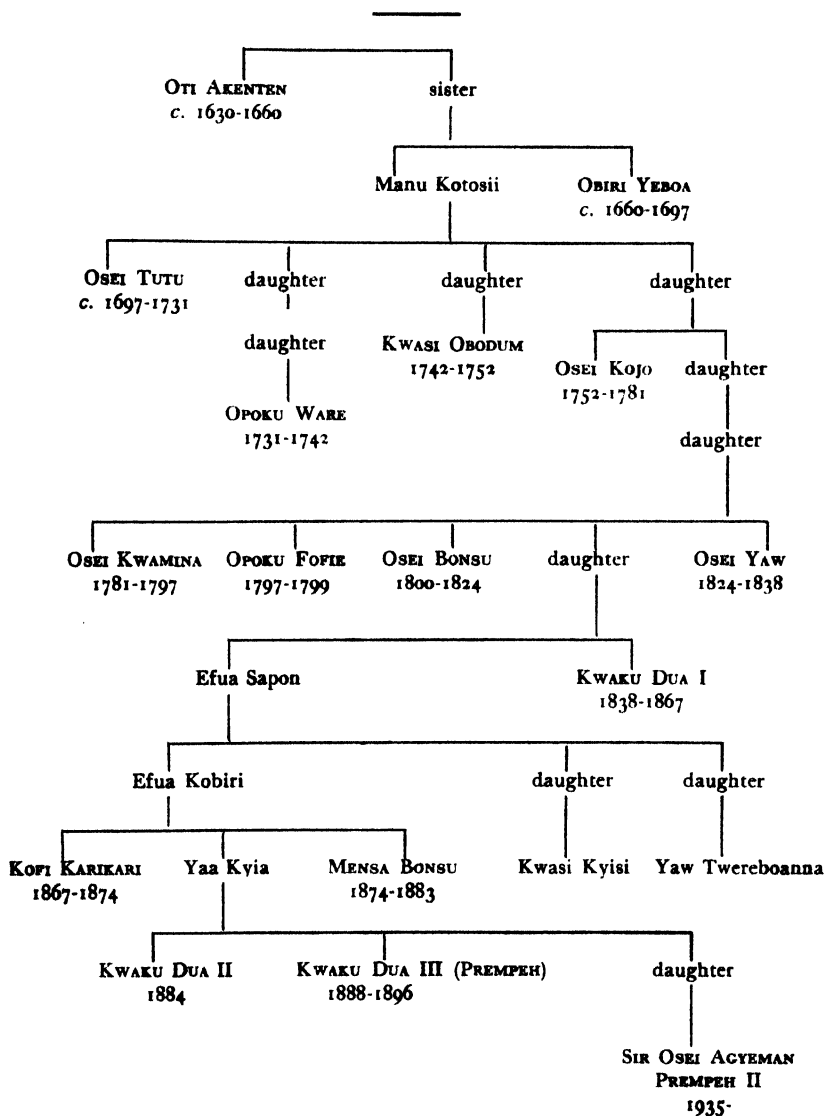 OTI AKENTEN sister
c. 1630-1660
Manu Kotosii OBIRI YEBOA
c. 1660-1697
OSEI TUTU daughter daughter daughter
c. 1697-1731
daughter KWASI OBODUM OSEI KOJO daughter
1742-1752 1752-1781
OPOKU WARE
1731-1742 daughter
OSEI KWAMINA OPOKU FOFIE OSEI BONSU daughter OSEI YAW
1781-1797 1797-1799 1800-1824 1824-1838
Efua Sapon KWAKU DUA I
1838-1867
Efua Kobiri daughter daughter
KOFI KARIKARI Yaa Kyia MENSA BONSU Kwasi Kyisi Yaw Twereboanna
1867-1874 1874-1883
KWAKU DUA II KWAKU DUA III (PREMPEH) daughter
1884 1888-1896
SIR OSEI AGYEMAN
PREMPEH II
1935-